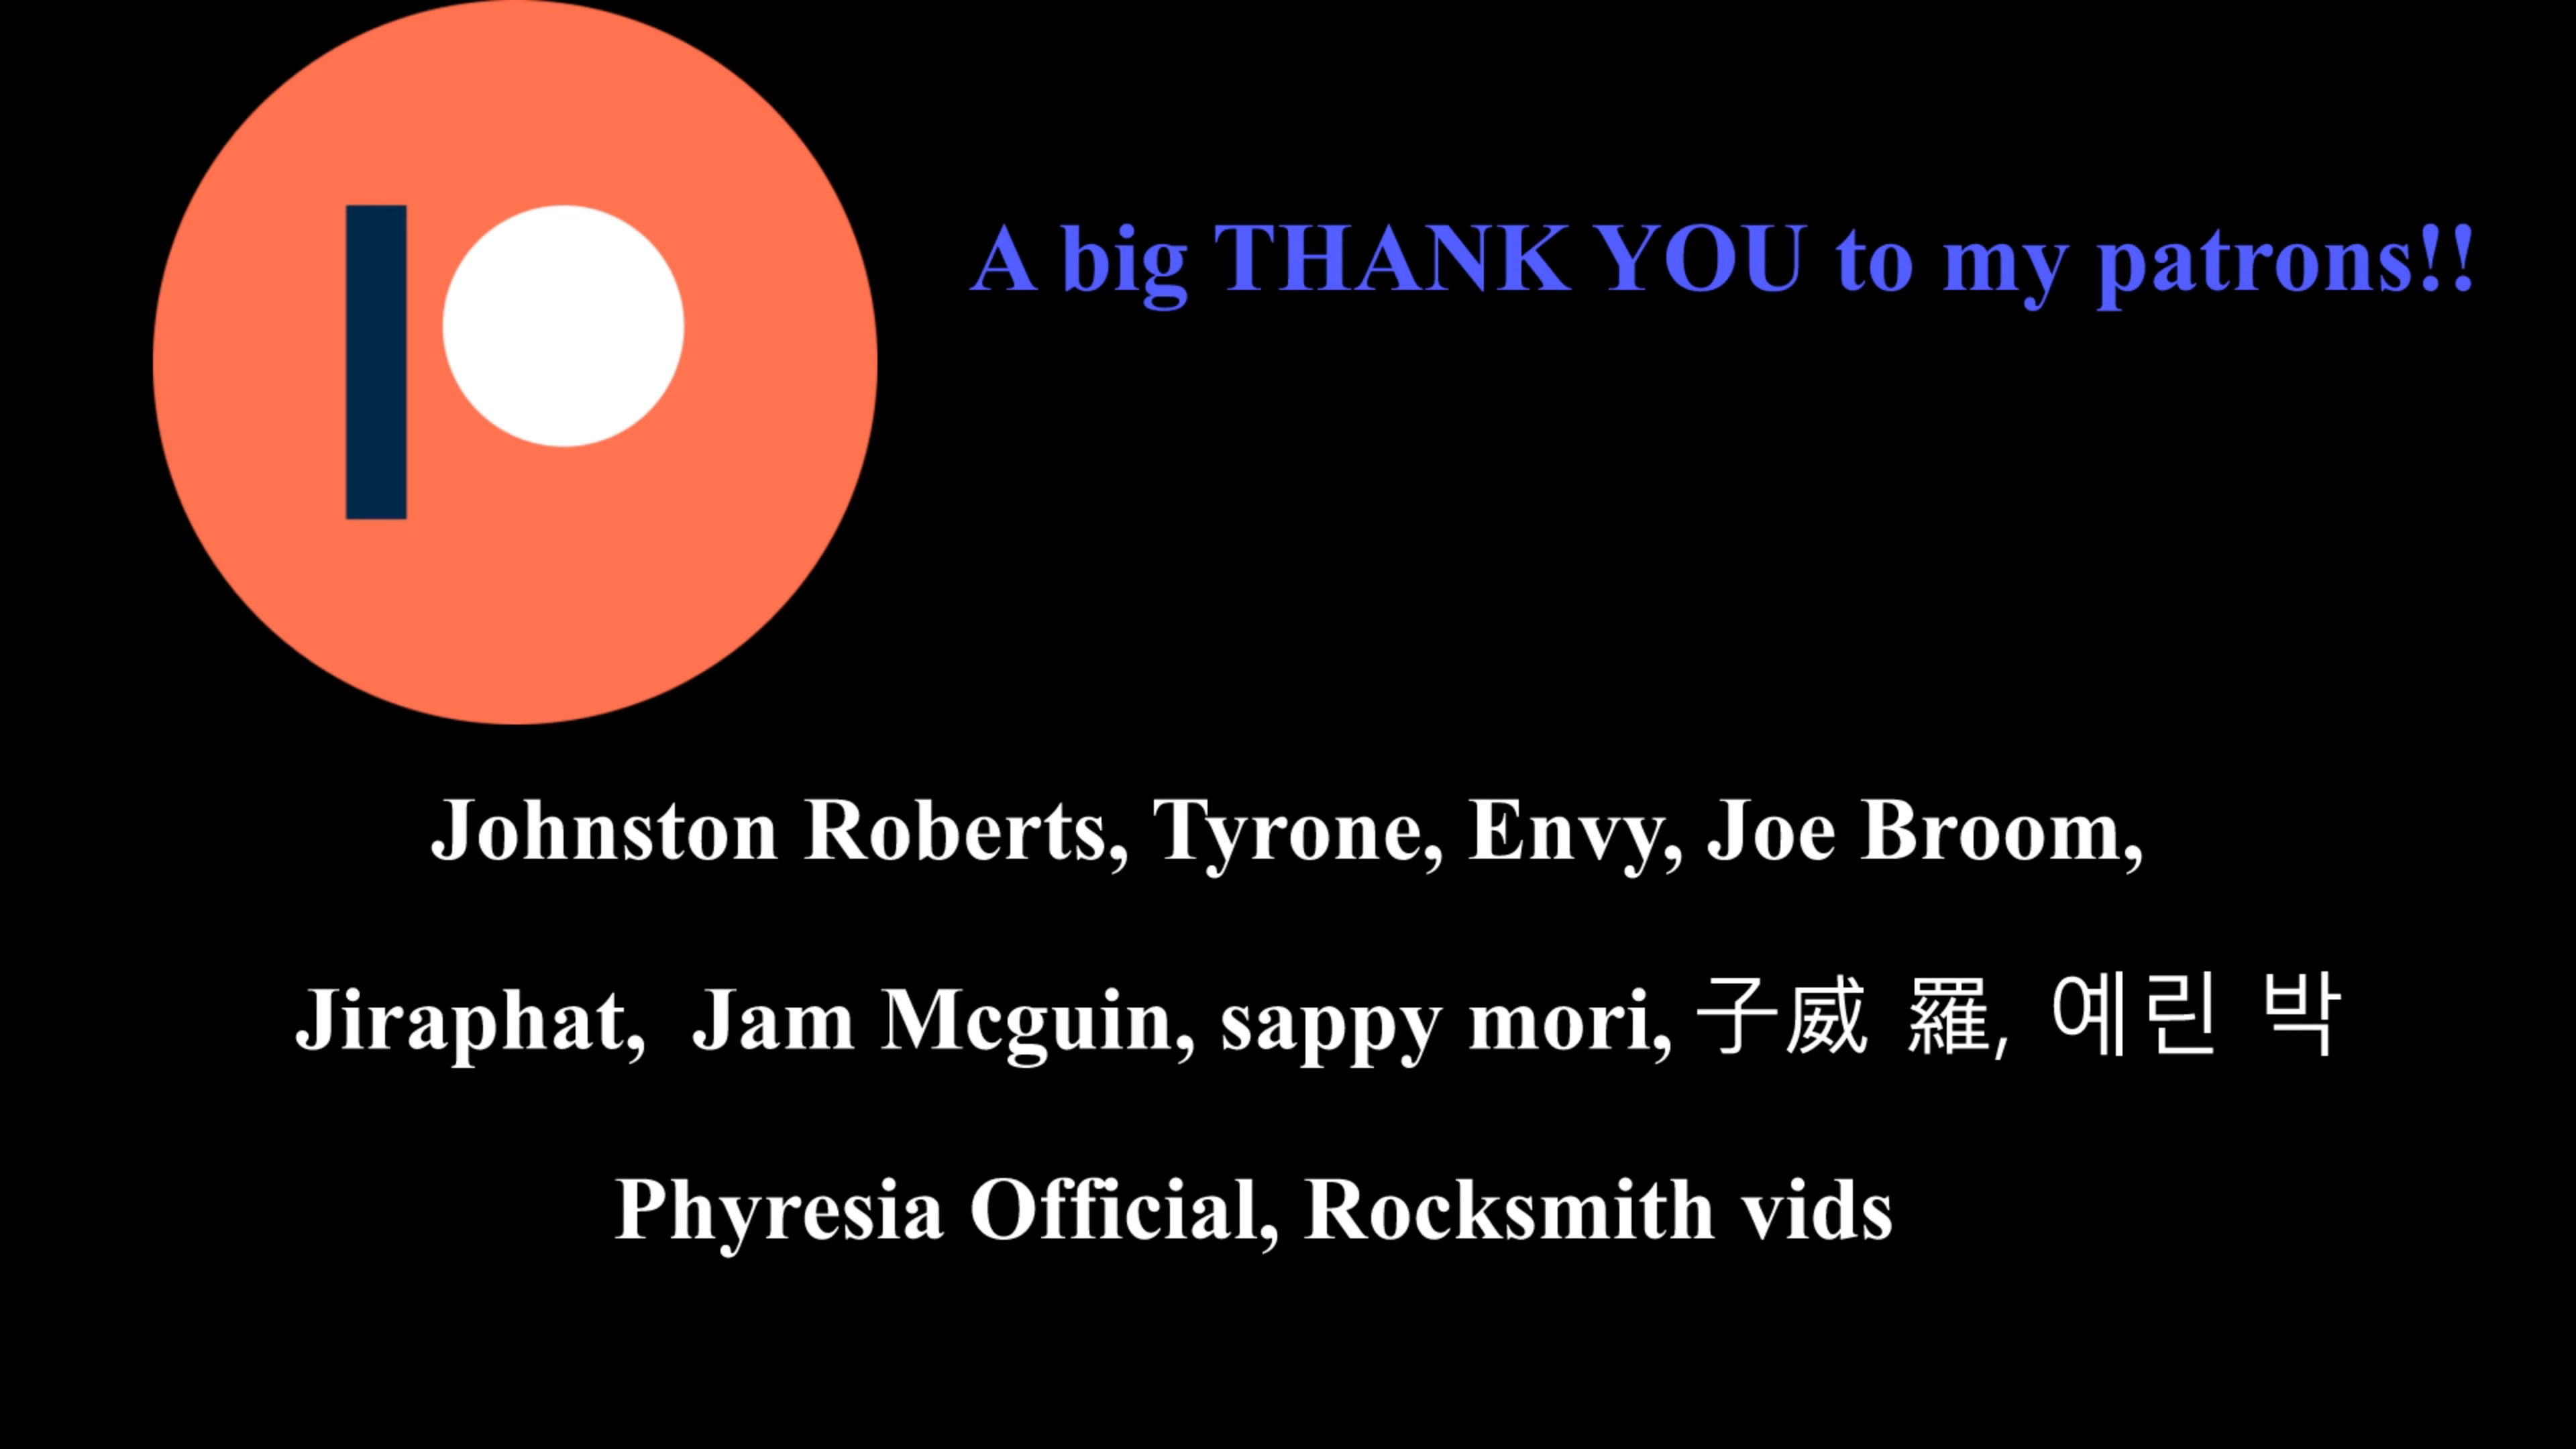 A big THANK YOU to my patrons!!
Johnston Roberts, Tyrone, Envy, Joe Broom,
Jiraphat,  Jam Mcguin, sappy mori, 子威 羅, 예린 박
Phyresia Official, Rocksmith vids